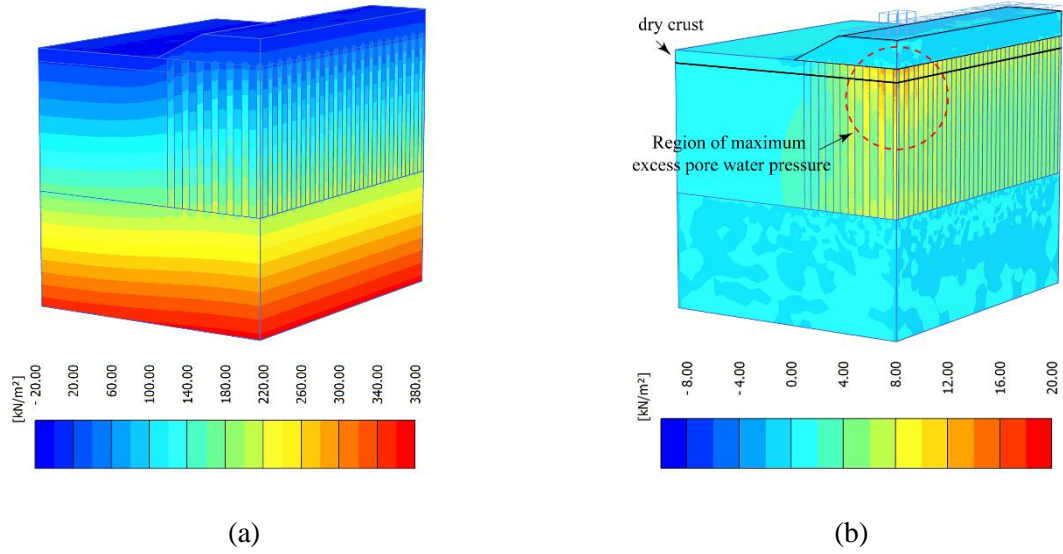 dry crust
Region of maximum
excess pore water pressure
[kN/m²]
- 20.00
20.00
60.00
100.00
140.00
180.00
220.00
260.00
300.00
340.00
380.00
[kN/m²]
- 8.00
- 4.00
0.00
4.00
8.00
12.00
16.00
20.00
(a)
(b)